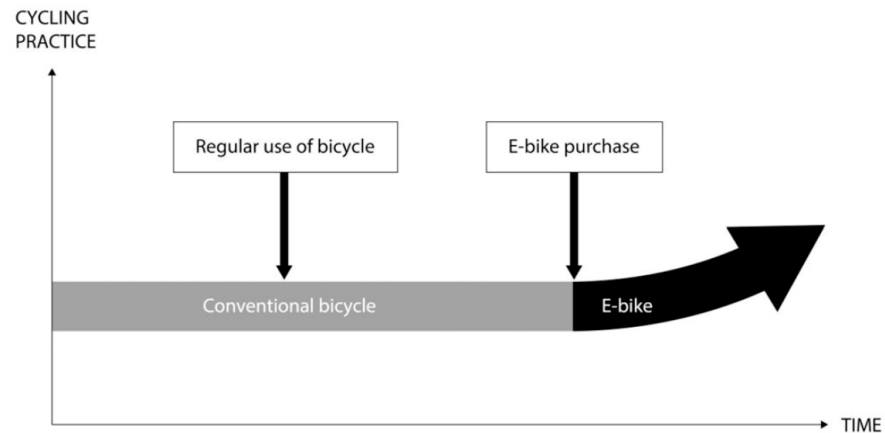 CYCLING
PRACTICE
Regular use of bicycle
E-bike purchase
Conventional bicycle
E-bike
TIME